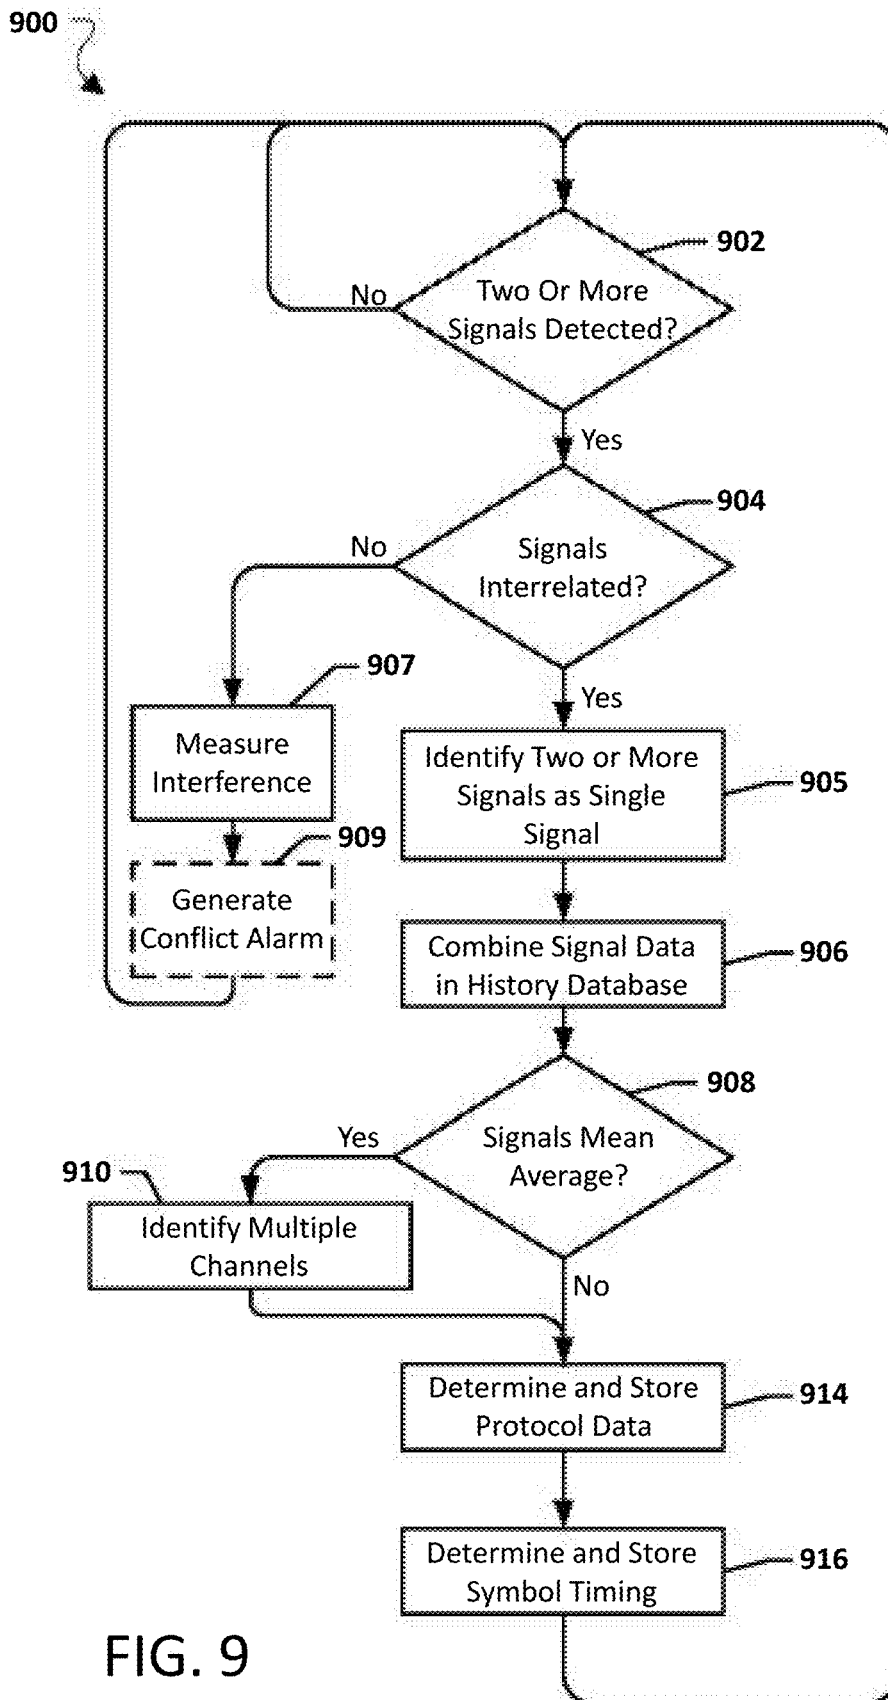 900
902
Two Or More
Signals Detected?
No
Yes
904
Signals
Interrelated?
No
Yes
907
Measure
Interference
905
Identify Two or More
Signals as Single
Signal
909
Generate
Conflict Alarm
906
Combine Signal Data
in History Database
908
Signals Mean
Average?
Yes
910
Identify Multiple
Channels
No
914
Determine and Store
Protocol Data
916
Determine and Store
Symbol Timing
FIG. 9